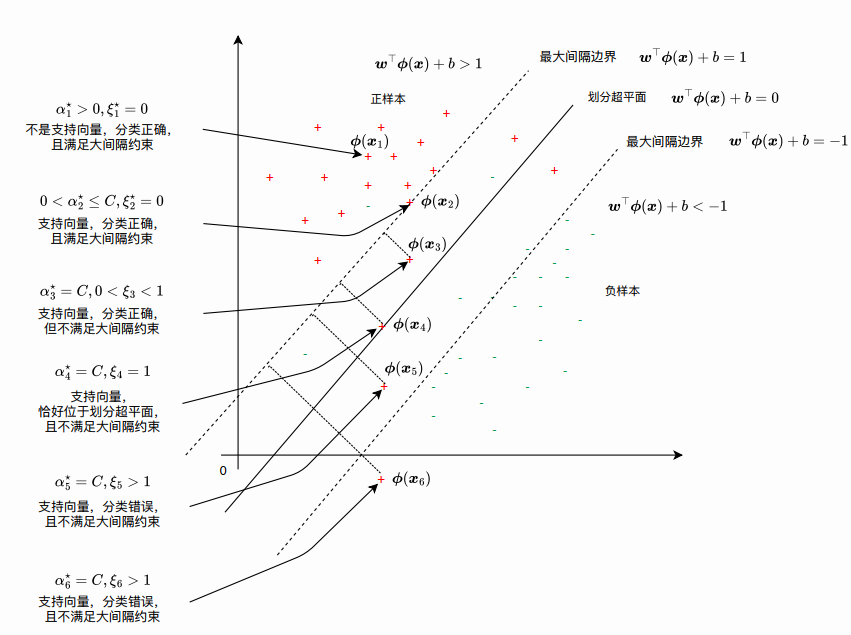 𝒘^⊤𝝓(𝒙) + b > 1
最大间隔边界 𝒘^⊤𝝓(𝒙) + b = 1
正样本
划分超平面 𝒘^⊤𝝓(𝒙) + b = 0
最大间隔边界 𝒘^⊤𝝓(𝒙) + b = −1
𝒘^⊤𝝓(𝒙) + b < −1
负样本
α₁* > 0, ξ₁* = 0
不是支持向量，分类正确，
且满足大间隔约束
0 < α₂* ≤ C, ξ₂* = 0
支持向量，分类正确，
且满足大间隔约束
α₃* = C, 0 < ξ₃ < 1
支持向量，分类正确，
但不满足大间隔约束
α₄* = C, ξ₄ = 1
支持向量，
恰好位于划分超平面，
且不满足大间隔约束
α₅* = C, ξ₅ > 1
支持向量，分类错误，
且不满足大间隔约束
α₆* = C, ξ₆ > 1
支持向量，分类错误，
且不满足大间隔约束
𝝓(𝒙₁)
𝝓(𝒙₂)
𝝓(𝒙₃)
𝝓(𝒙₄)
𝝓(𝒙₅)
𝝓(𝒙₆)
0